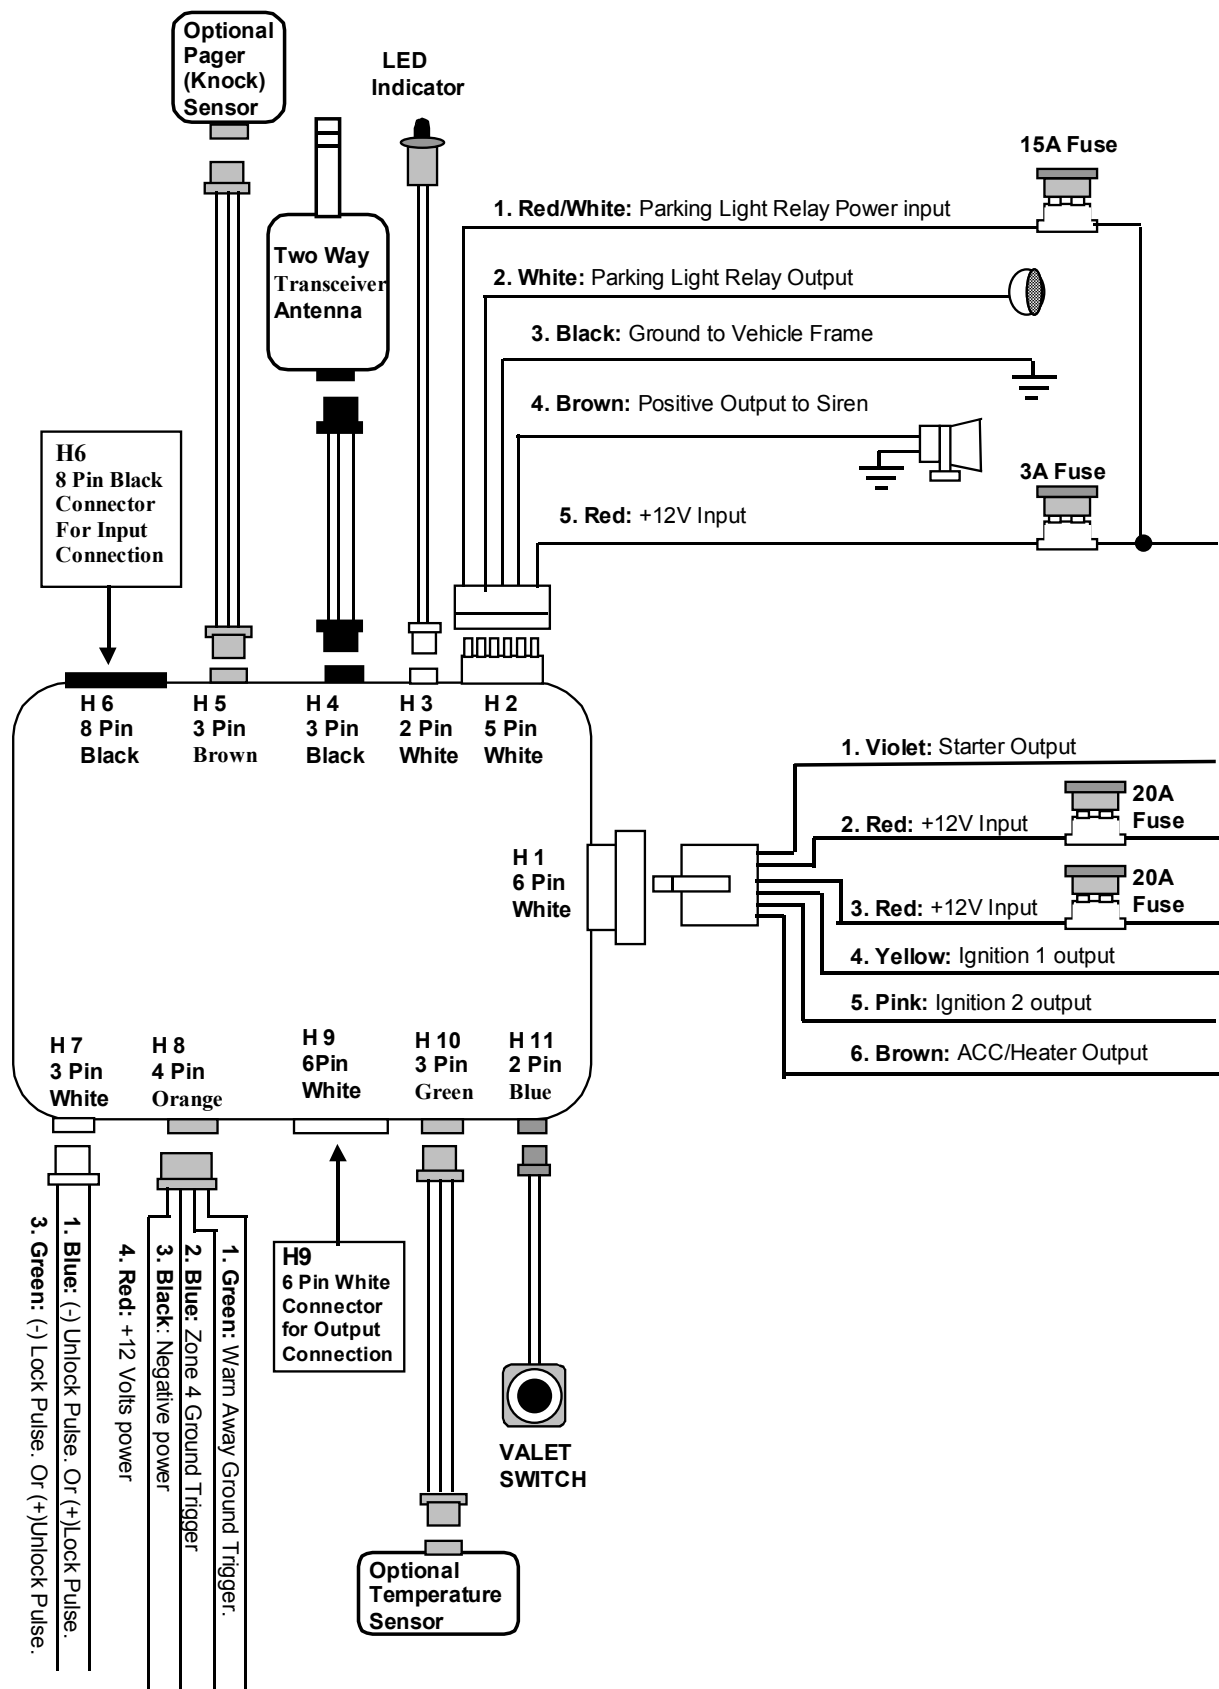 Optional
Pager
(Knock)
Sensor
LED
Indicator
15A Fuse
1. Red/White: Parking Light Relay Power input
Two Way
Transceiver
Antenna
2. White: Parking Light Relay Output
3. Black: Ground to Vehicle Frame
4. Brown: Positive Output to Siren
H6
8 Pin Black
Connector
For Input
Connection
3A Fuse
5. Red: +12V Input
H 6
8 Pin
Black
H 5
3 Pin
Brown
H 4
3 Pin
Black
H 3
2 Pin
White
H 2
5 Pin
White
1. Violet: Starter Output
20A
Fuse
2. Red: +12V Input
H 1
6 Pin
White
20A
Fuse
3. Red: +12V Input
4. Yellow: Ignition 1 output
5. Pink: Ignition 2 output
6. Brown: ACC/Heater Output
H 7
3 Pin
White
H 8
4 Pin
Orange
H 9
6Pin
White
H 10
3 Pin
Green
H 11
2 Pin
Blue
3. Green: (-) Lock Pulse. Or (+)Unlock Pulse.
1. Blue: (-) Unlock Pulse. Or (+)Lock Pulse.
4. Red: +12 Volts power
3. Black: Negative power
2. Blue: Zone 4 Ground Trigger
1. Green: Warn Away Ground Trigger.
H9
6 Pin White
Connector
for Output
Connection
VALET
SWITCH
Optional
Temperature
Sensor